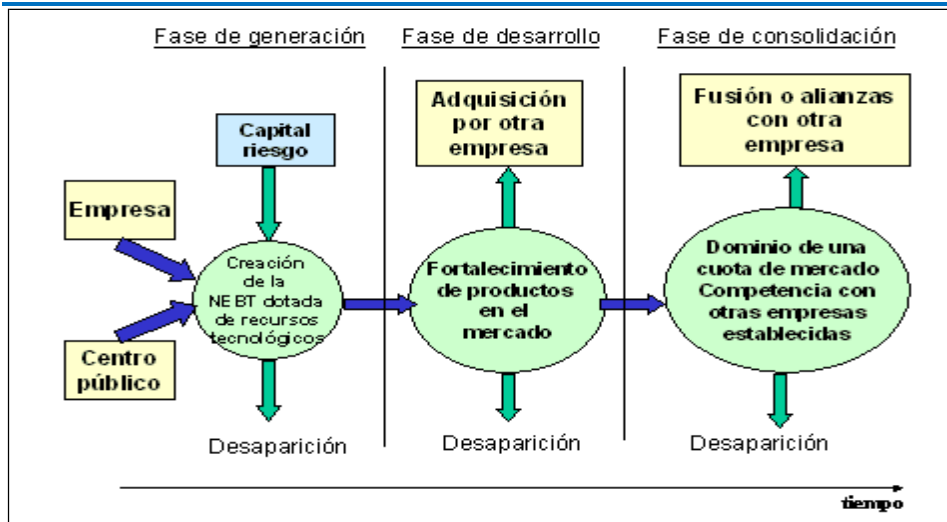 Fase de generación
Fase de desarrollo
Fase de consolidación
Capital
riesgo
Adquisición
por otra
empresa
Fusión o alianzas
con otra
empresa
Empresa
Centro
público
Creación
de la
NEBT dotada
de recursos
tecnológicos
Fortalecimiento
de productos
en el
mercado
Dominio de una
cuota de mercado
Competencia con
otras empresas
establecidas
Desaparición
Desaparición
Desaparición
tiempo